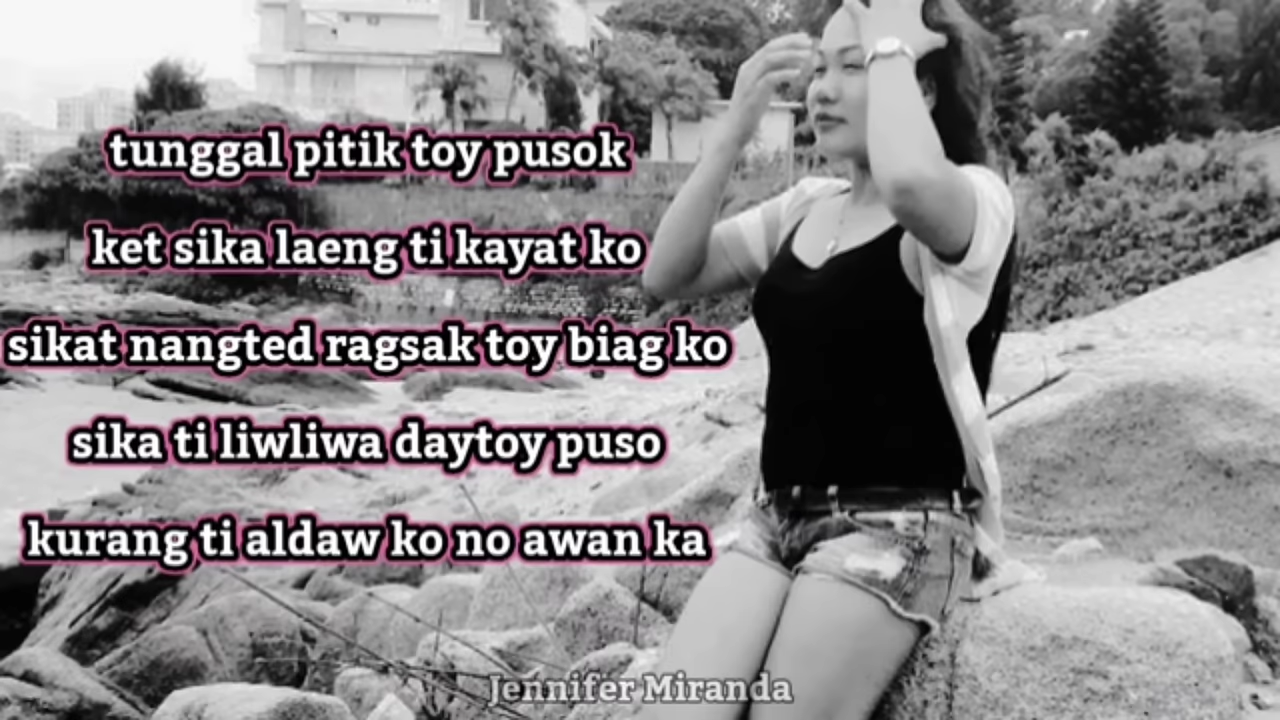 tunggal pitik toy pusok
ket sika laeng ti kayat ko
sikat nangted ragsak toy biag ko
sika ti liwliwa daytoy puso
kurang ti aldaw ko no awan ka
Jennifer Miranda